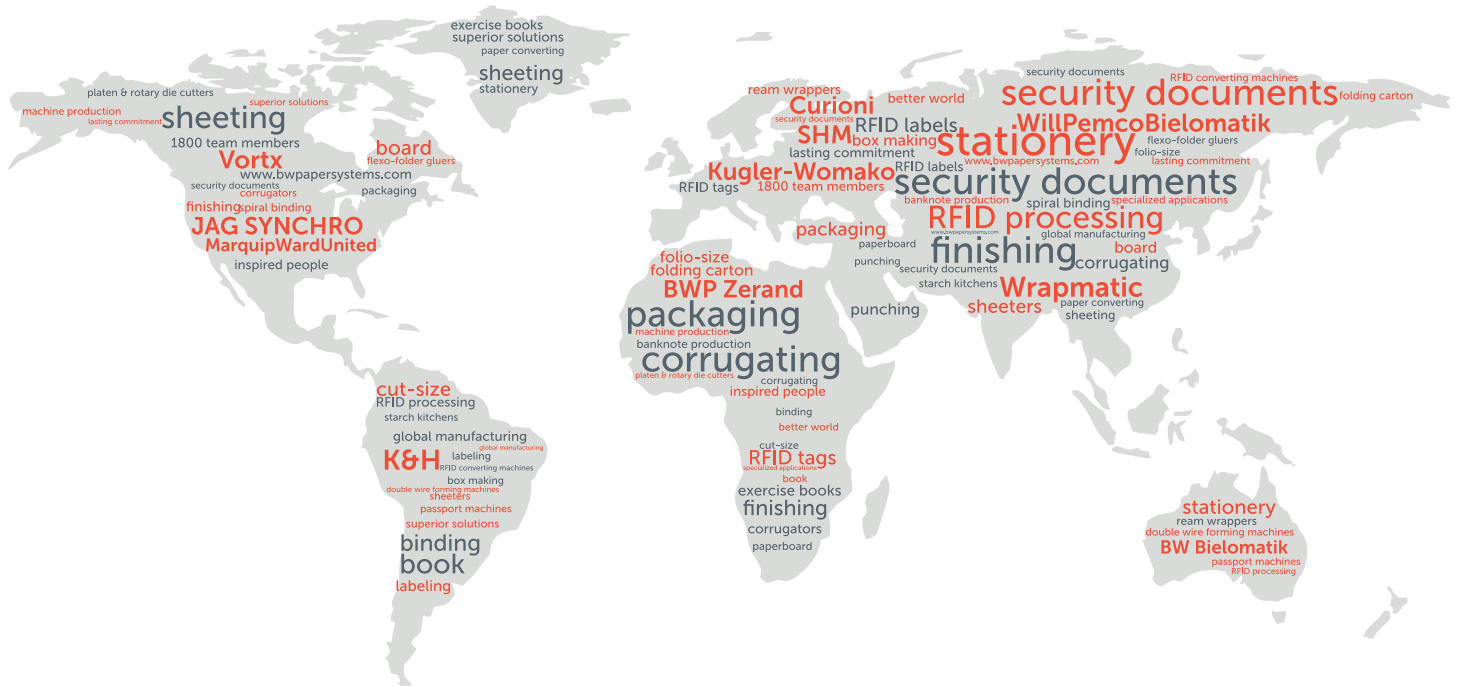 exercise books
superior solutions
paper converting
sheeting
stationery
platen & rotary die cutters
superior solutions
machine production
lasting commitment
sheeting
1800 team members
board
Vortx
flexo-folder gluers
www.bwpapersystems.com
security documents
corrugators
packaging
finishing
spiral binding
JAG SYNCHRO
MarquipWardUnited
inspired people
cut-size
RFID processing
starch kitchens
global manufacturing
global manufacturing
K&H
labeling
RFID converting machines
box making
double wire forming machines
sheeters
passport machines
superior solutions
binding
book
labeling
ream wrappers
Curioni
better world
security documents
SHM
RFID labels
box making
lasting commitment
Kugler-Womako
RFID labels
RFID tags
1800 team members
packaging
paperboard
punching
punching
security documents
RFID converting machines
security documents
folding carton
WillPemcoBielomatik
stationery
flexo-folder gluers
folio-size
www.bwpapersystems.com
lasting commitment
security documents
banknote production
spiral binding
specialized applications
RFID processing
www.bwpapersystems.com
global manufacturing
finishing
board
corrugating
security documents
starch kitchens
Wrapmatic
sheeters
paper converting
sheeting
folio-size
folding carton
BWP Zerand
packaging
machine production
banknote production
corrugating
platen & rotary die cutters
corrugating
inspired people
binding
better world
cut-size
RFID tags
specialized applications
book
exercise books
finishing
corrugators
paperboard
stationery
ream wrappers
double wire forming machines
BW Bielomatik
passport machines
RFID processing